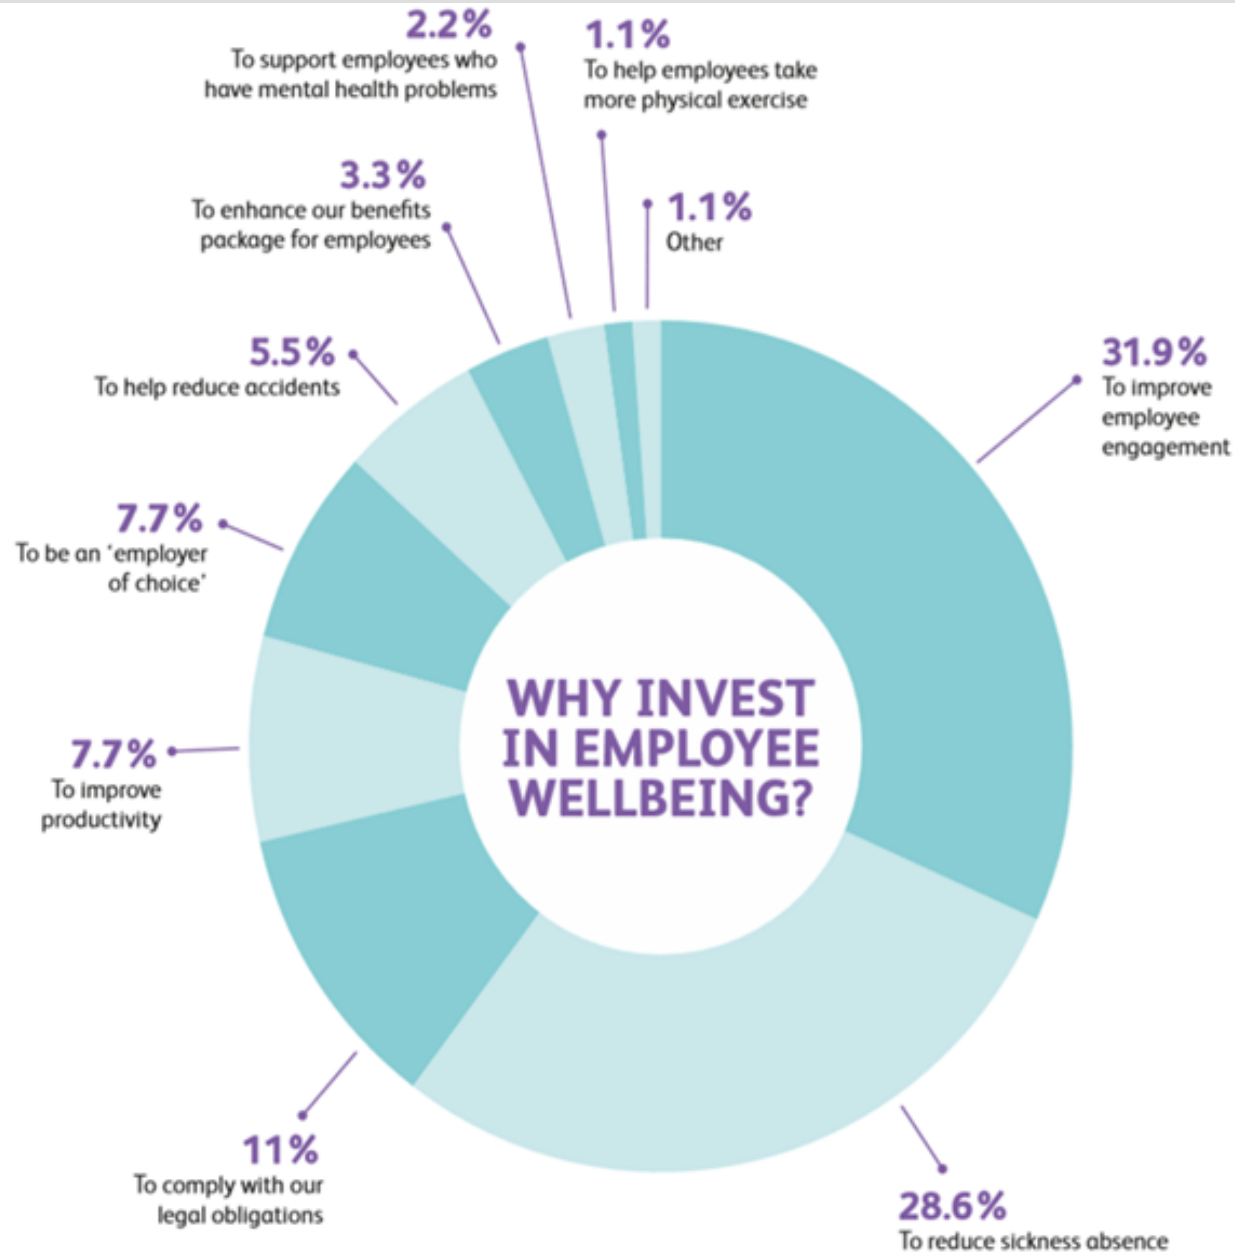 2.2%
To support employees who
have mental health problems
1.1%
To help employees take
more physical exercise
3.3%
To enhance our benefits
package for employees
1.1%
Other
5.5%
To help reduce accidents
31.9%
To improve
employee
engagement
7.7%
To be an ‘employer
of choice’
WHY INVEST
IN EMPLOYEE
WELLBEING?
7.7%
To improve
productivity
11%
To comply with our
legal obligations
28.6%
To reduce sickness absence